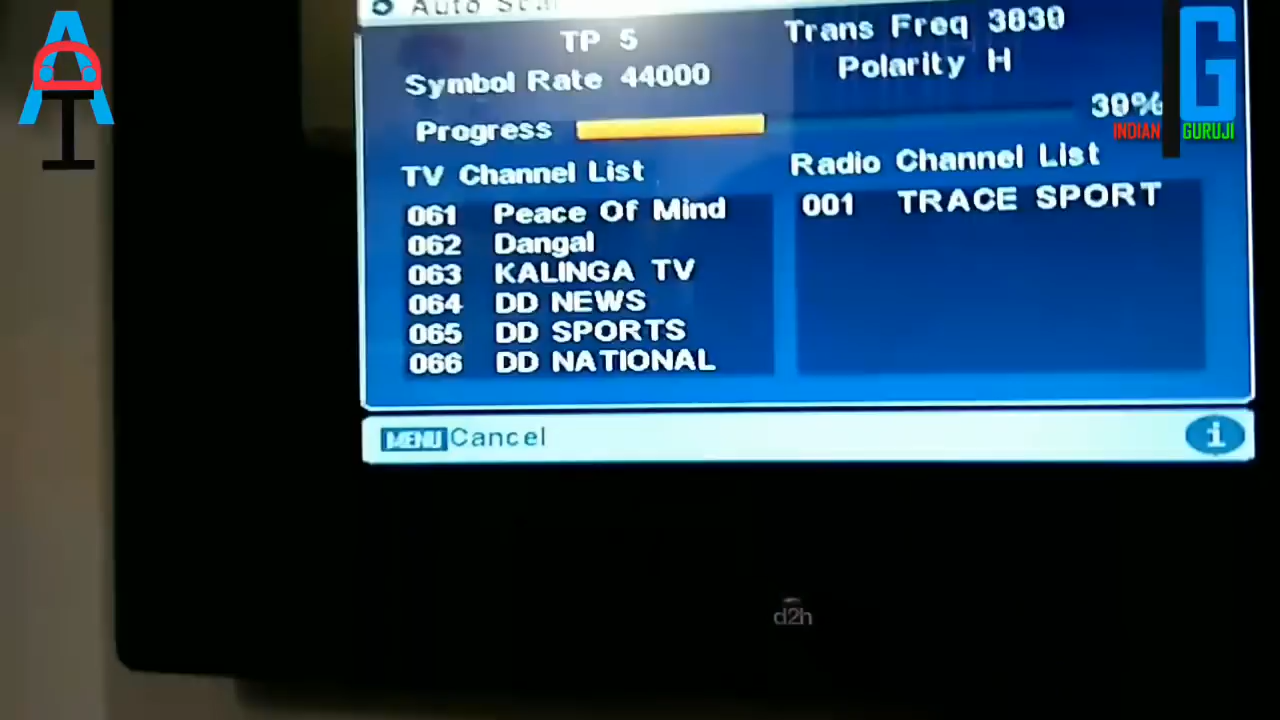 Auto Scan
TP 5
Trans Freq 3830
Symbol Rate 44000
Polarity H
Progress
30%
INDIAN GURUJI
TV Channel List
Radio Channel List
061 Peace Of Mind
001 TRACE SPORT
062 Dangal
063 KALINGA TV
064 DD NEWS
065 DD SPORTS
066 DD NATIONAL
MENU Cancel
i
d2h